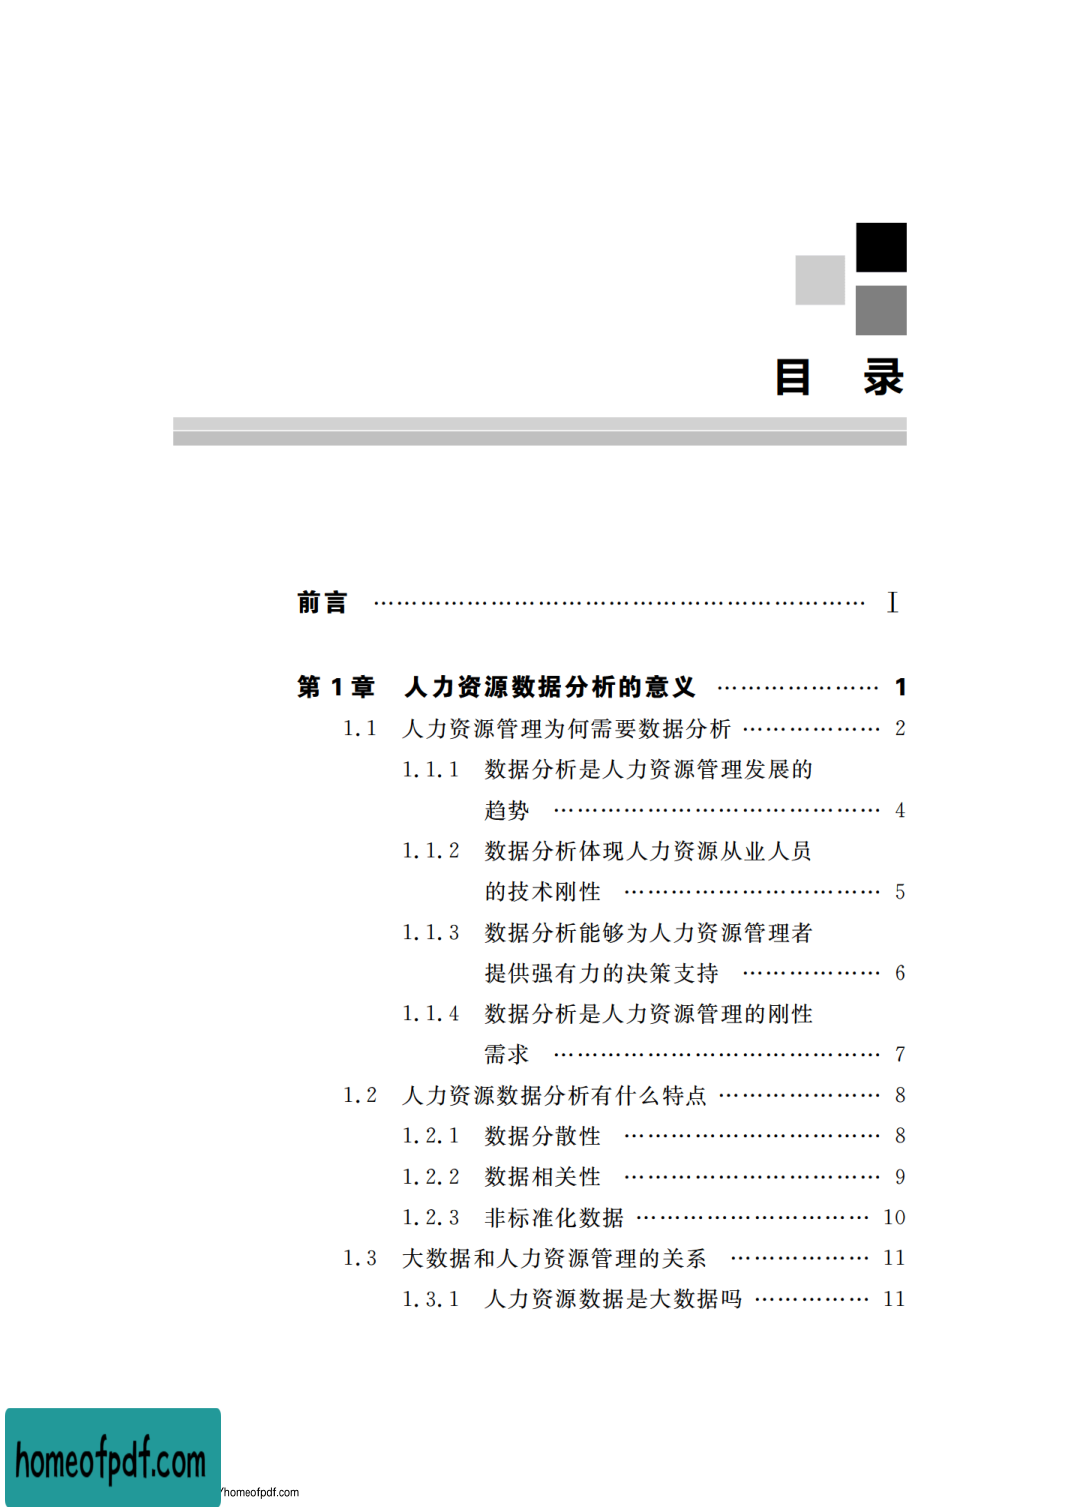 目 录
前言 ………………………………………………… I
第 1 章 人力资源数据分析的意义 ………………… 1
1.1 人力资源管理为何需要数据分析 ……………… 2
1.1.1 数据分析是人力资源管理发展的
趋势 …………………………………… 4
1.1.2 数据分析体现人力资源从业人员
的技术刚性 …………………………… 5
1.1.3 数据分析能够为人力资源管理者
提供强有力的决策支持 ……………… 6
1.1.4 数据分析是人力资源管理的刚性
需求 …………………………………… 7
1.2 人力资源数据分析有什么特点 ………………… 8
1.2.1 数据分散性 …………………………… 8
1.2.2 数据相关性 …………………………… 9
1.2.3 非标准化数据 ………………………… 10
1.3 大数据和人力资源管理的关系 ……………… 11
1.3.1 人力资源数据是大数据吗 …………… 11
homeofpdf.com
/homeofpdf.com